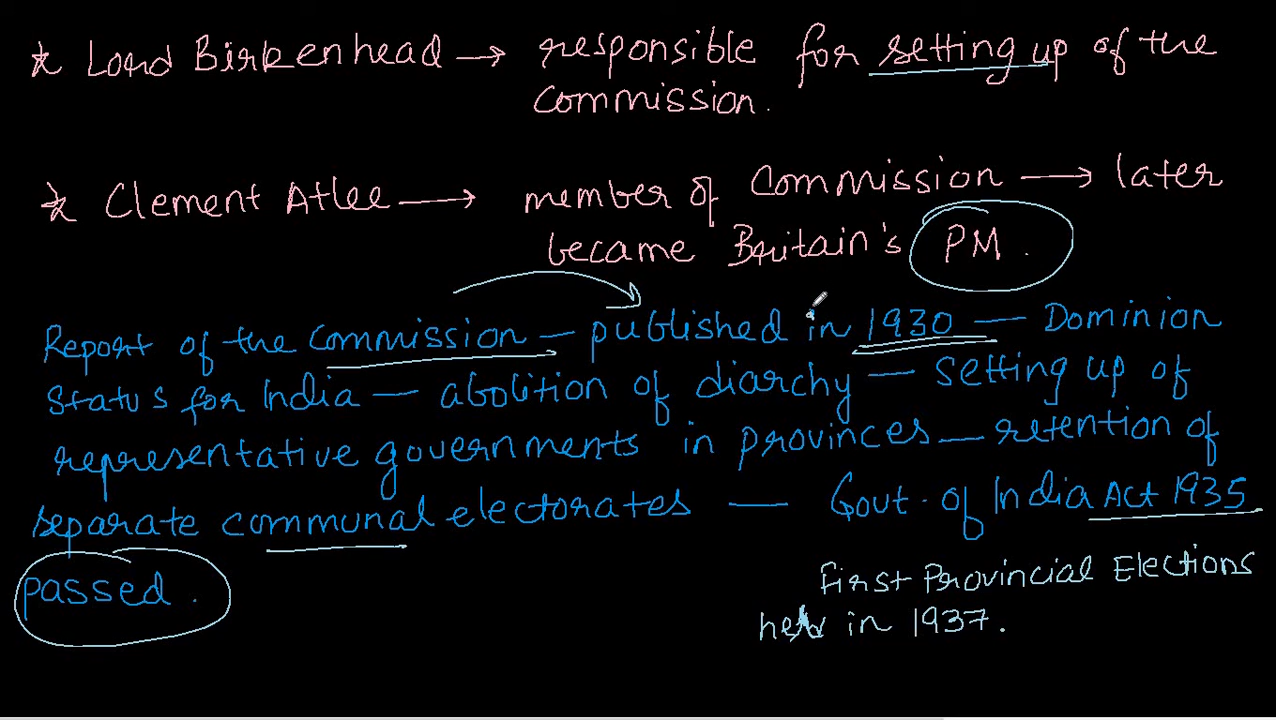 * Lord Birkenhead → responsible for setting up of the
commission.
* Clement Atlee → member of Commission → later
became Britain's PM.
Report of the commission — published in 1930 — Dominion
Status for India — abolition of diarchy — setting up of
representative governments in provinces — retention of
separate communal electorates — Govt. of India Act 1935
passed.
First Provincial Elections
in 1937.